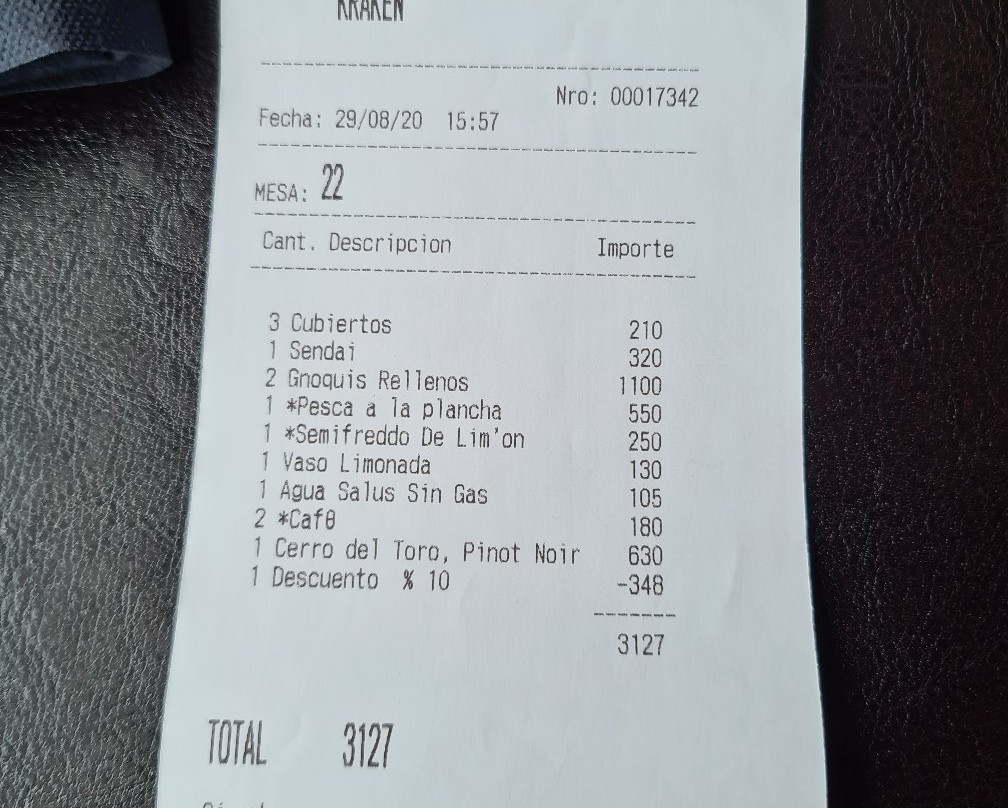 KRAKEN
Nro: 00017342
Fecha: 29/08/20 15:57
MESA: 22
Cant. Descripcion Importe
3 Cubiertos 210
1 Sendai 320
2 Gnoquis Rellenos 1100
1 *Pesca a la plancha 550
1 *Semifreddo De Lim'on 250
1 Vaso Limonada 130
1 Agua Salus Sin Gas 105
2 *Caf8 180
1 Cerro del Toro, Pinot Noir 630
1 Descuento % 10 -348
3127
TOTAL 3127